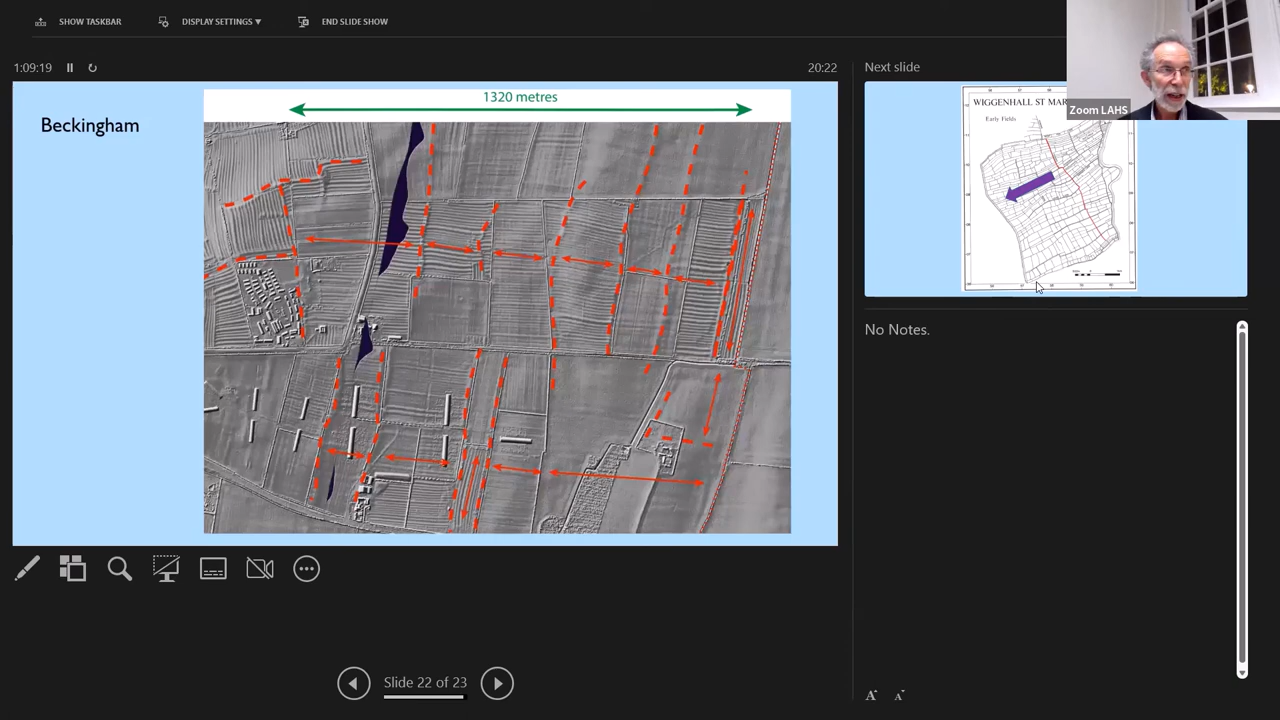 SHOW TASKBAR
DISPLAY SETTINGS
END SLIDE SHOW
1:09:19
20:22
Next slide
Beckingham
1320 metres
WIGGENHALL ST MAR
Early Fields
Zoom LAHS
No Notes.
Slide 22 of 23
A
A